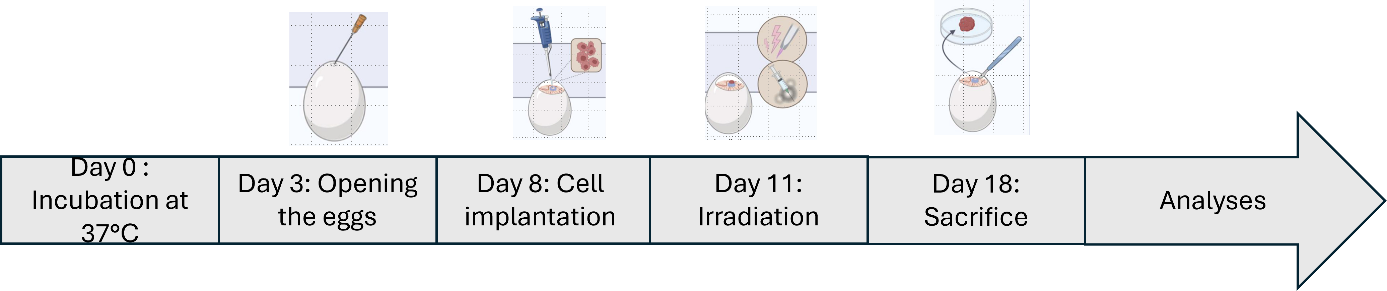 Day 0 :
Incubation at
37°C
Day 3: Opening
the eggs
Day 8: Cell
implantation
Day 11:
Irradiation
Day 18:
Sacrifice
Analyses